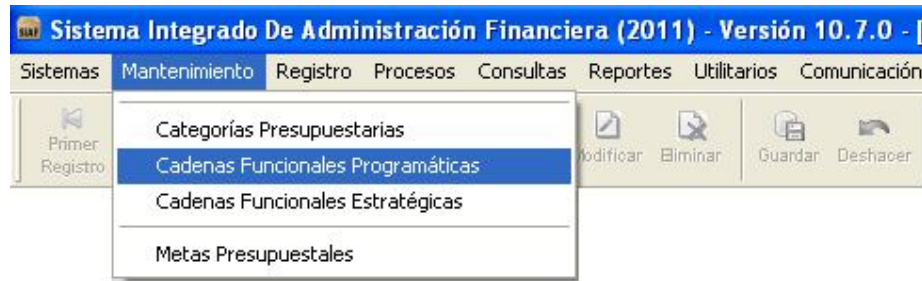 SIAF Sistema Integrado De Administración Financiera (2011) - Versión 10.7.0 - [
Sistemas Mantenimiento Registro Procesos Consultas Reportes Utilitarios Comunicación
Primer Registro
Modificar Eliminar Guardar Deshacer
Categorías Presupuestarias
Cadenas Funcionales Programáticas
Cadenas Funcionales Estratégicas
Metas Presupuestales